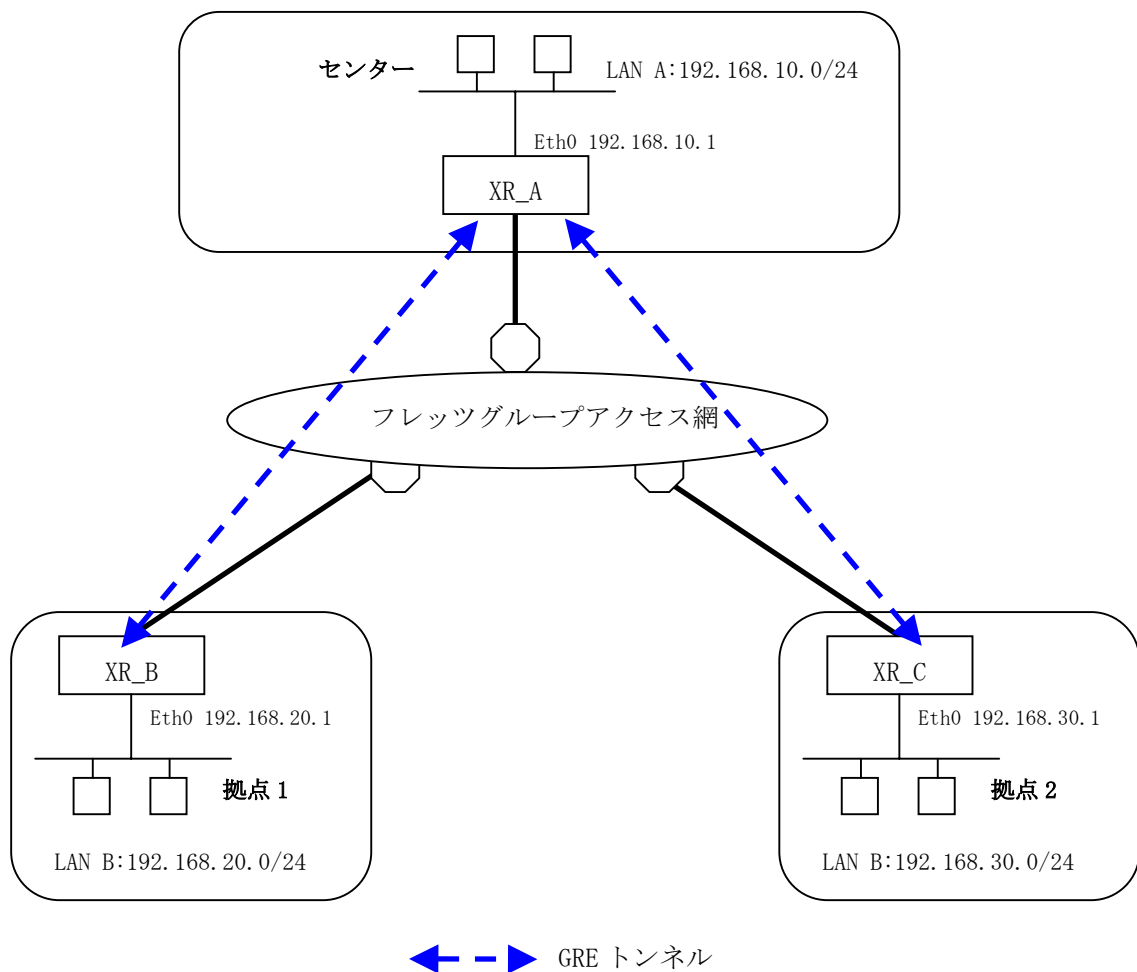 センター
LAN A:192.168.10.0/24
Eth0 192.168.10.1
XR_A
フレッツグループアクセス網
XR_B
Eth0 192.168.20.1
拠点 1
LAN B:192.168.20.0/24
XR_C
Eth0 192.168.30.1
拠点 2
LAN B:192.168.30.0/24
GRE トンネル